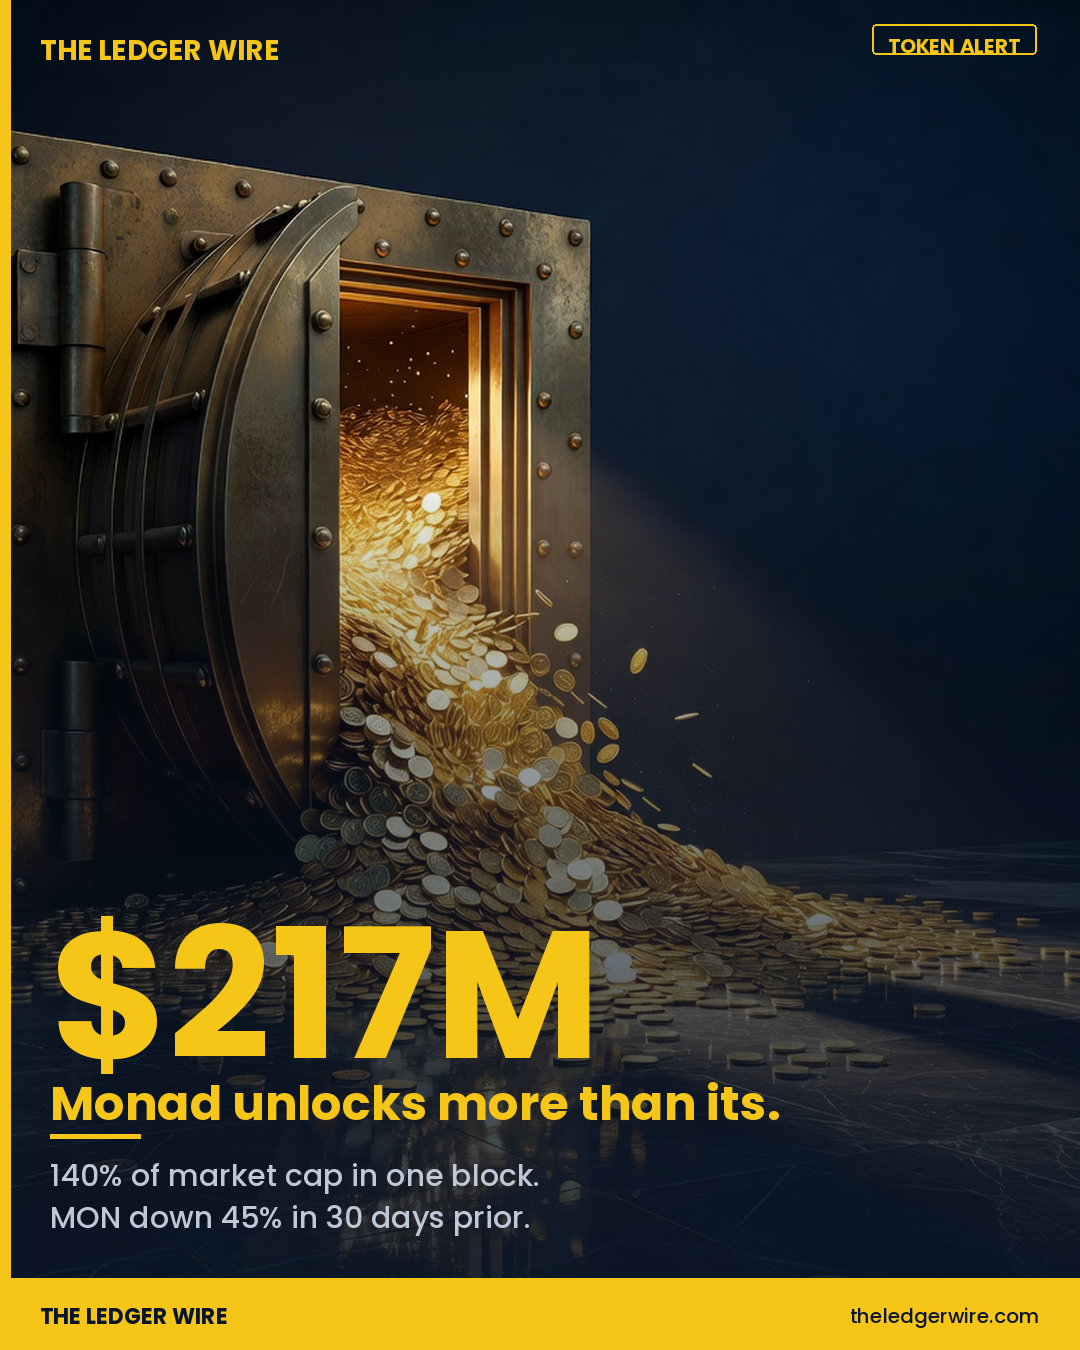 THE LEDGER WIRE
TOKEN ALERT
$217M
Monad unlocks more than its.
140% of market cap in one block.
MON down 45% in 30 days prior.
THE LEDGER WIRE
theledgerwire.com